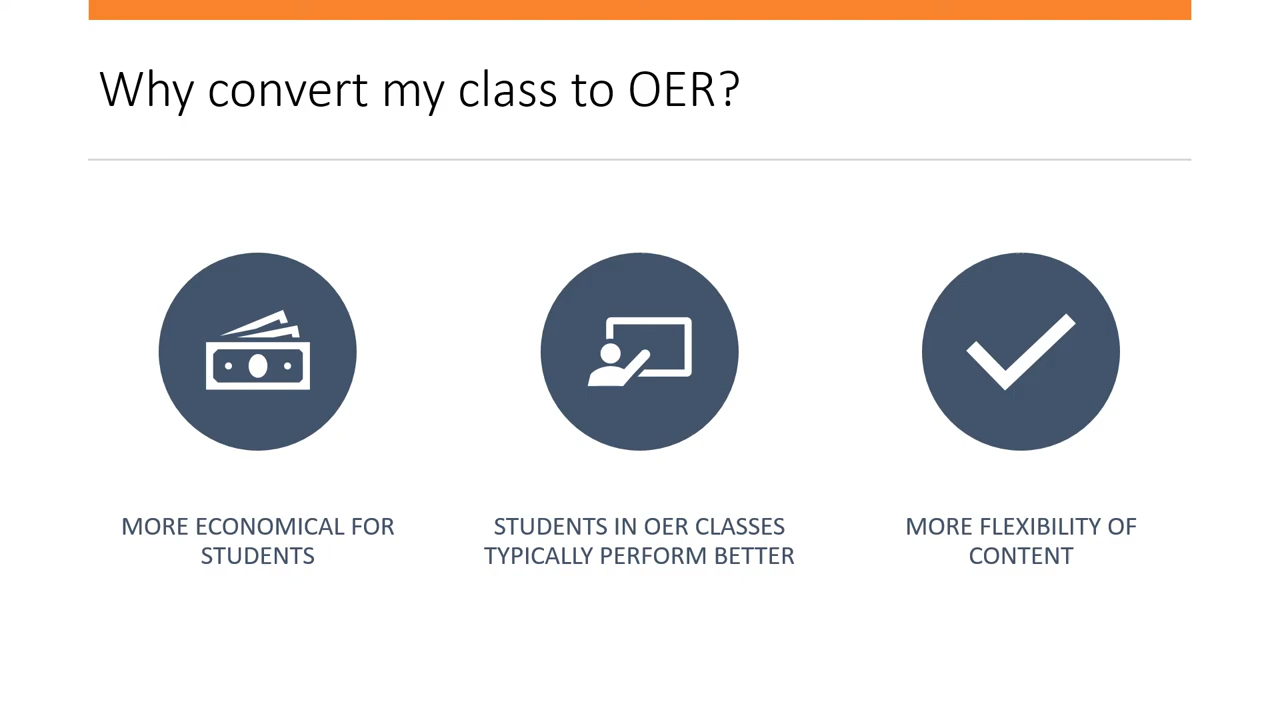 Why convert my class to OER?
MORE ECONOMICAL FOR
STUDENTS
STUDENTS IN OER CLASSES
TYPICALLY PERFORM BETTER
MORE FLEXIBILITY OF
CONTENT